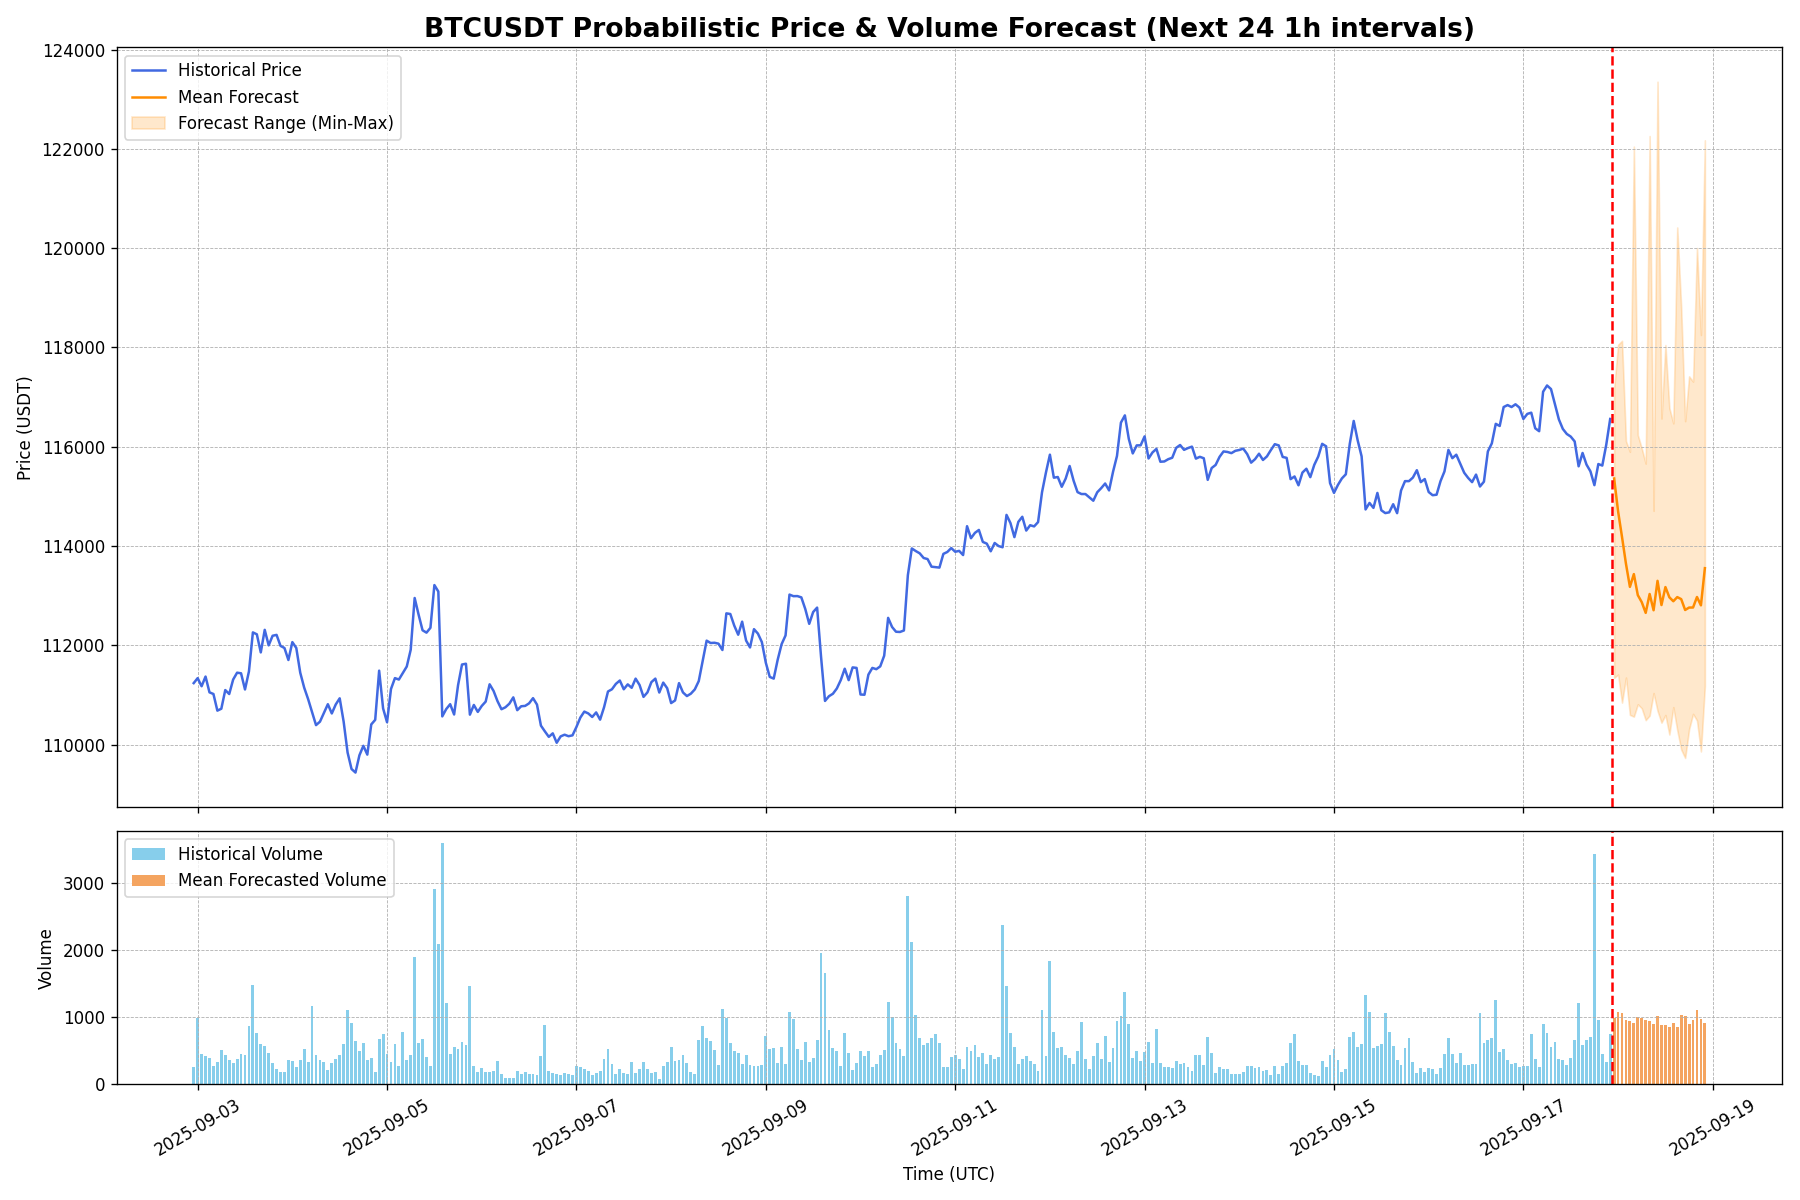 BTCUSDT Probabilistic Price & Volume Forecast (Next 24 1h intervals)
124000
122000
120000
118000
116000
114000
112000
110000
Price (USDT)
Historical Price
Mean Forecast
Forecast Range (Min-Max)
3000
2000
1000
0
Volume
Historical Volume
Mean Forecasted Volume
2025-09-03
2025-09-05
2025-09-07
2025-09-09
2025-09-11
2025-09-13
2025-09-15
2025-09-17
2025-09-19
Time (UTC)